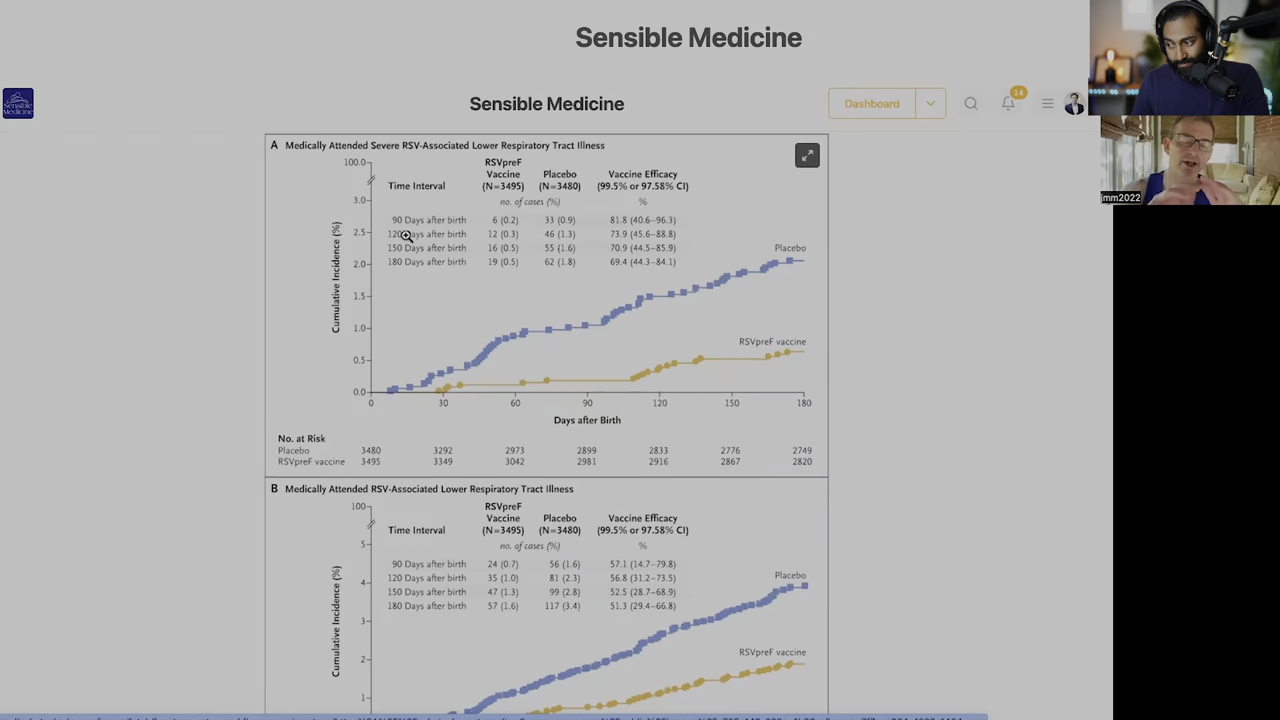 Sensible Medicine
Sensible Medicine
Sensible Medicine
Dashboard
14
jmm2022
A Medically Attended Severe RSV-Associated Lower Respiratory Tract Illness
Cumulative Incidence (%)
100.0
3.0
2.5
2.0
1.5
1.0
0.5
0.0
Time Interval RSVpreF Vaccine (N=3495) Placebo (N=3480) Vaccine Efficacy (99.5% or 97.58% CI)
no. of cases (%) %
90 Days after birth 6 (0.2) 33 (0.9) 81.8 (40.6–96.3)
120 Days after birth 12 (0.3) 46 (1.3) 73.9 (45.6–88.8)
150 Days after birth 16 (0.5) 55 (1.6) 70.9 (44.5–85.9)
180 Days after birth 19 (0.5) 62 (1.8) 69.4 (44.3–84.1)
Placebo
RSVpreF vaccine
0 30 60 90 120 150 180
Days after Birth
No. at Risk
Placebo 3480 3292 2973 2899 2833 2776 2749
RSVpreF vaccine 3495 3349 3042 2981 2916 2867 2820
B Medically Attended RSV-Associated Lower Respiratory Tract Illness
Cumulative Incidence (%)
100
5
4
3
2
1
Time Interval RSVpreF Vaccine (N=3495) Placebo (N=3480) Vaccine Efficacy (99.5% or 97.58% CI)
no. of cases (%) %
90 Days after birth 24 (0.7) 56 (1.6) 57.1 (14.7–79.8)
120 Days after birth 35 (1.0) 81 (2.3) 56.8 (31.2–73.5)
150 Days after birth 47 (1.3) 99 (2.8) 52.5 (28.7–68.9)
180 Days after birth 57 (1.6) 117 (3.4) 51.3 (29.4–66.8)
Placebo
RSVpreF vaccine